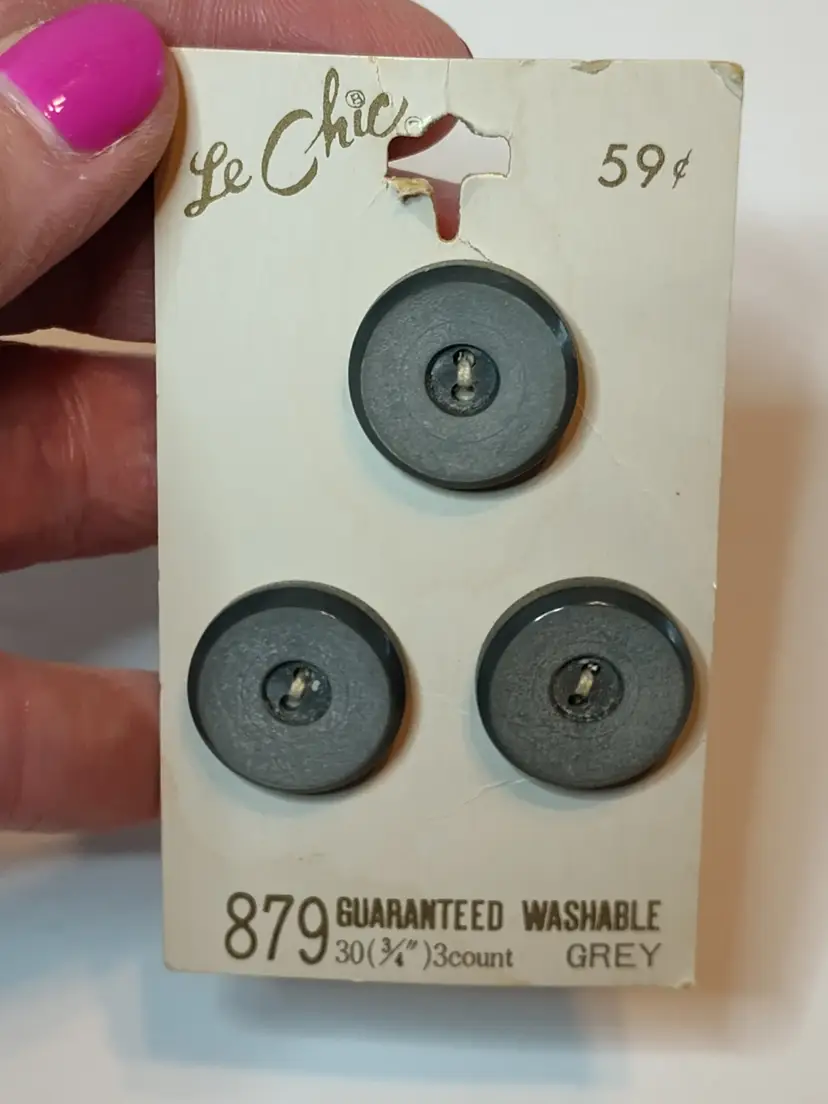 Le Chic ®
59¢
879 GUARANTEED WASHABLE
30(¾")3count GREY